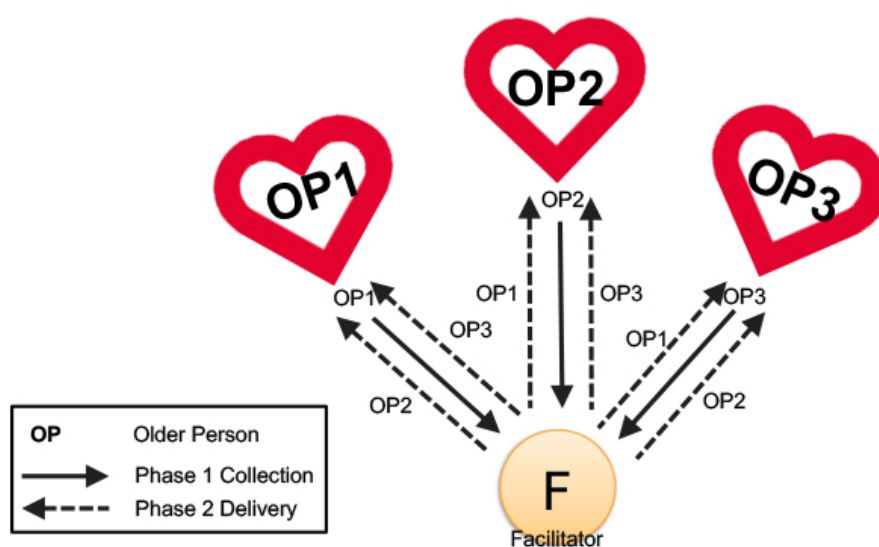 OP2
OP1
OP3
OP2
OP1
OP3
OP1
OP3
OP3
OP1
OP2
OP2
OP Older Person
Phase 1 Collection
Phase 2 Delivery
F
Facilitator